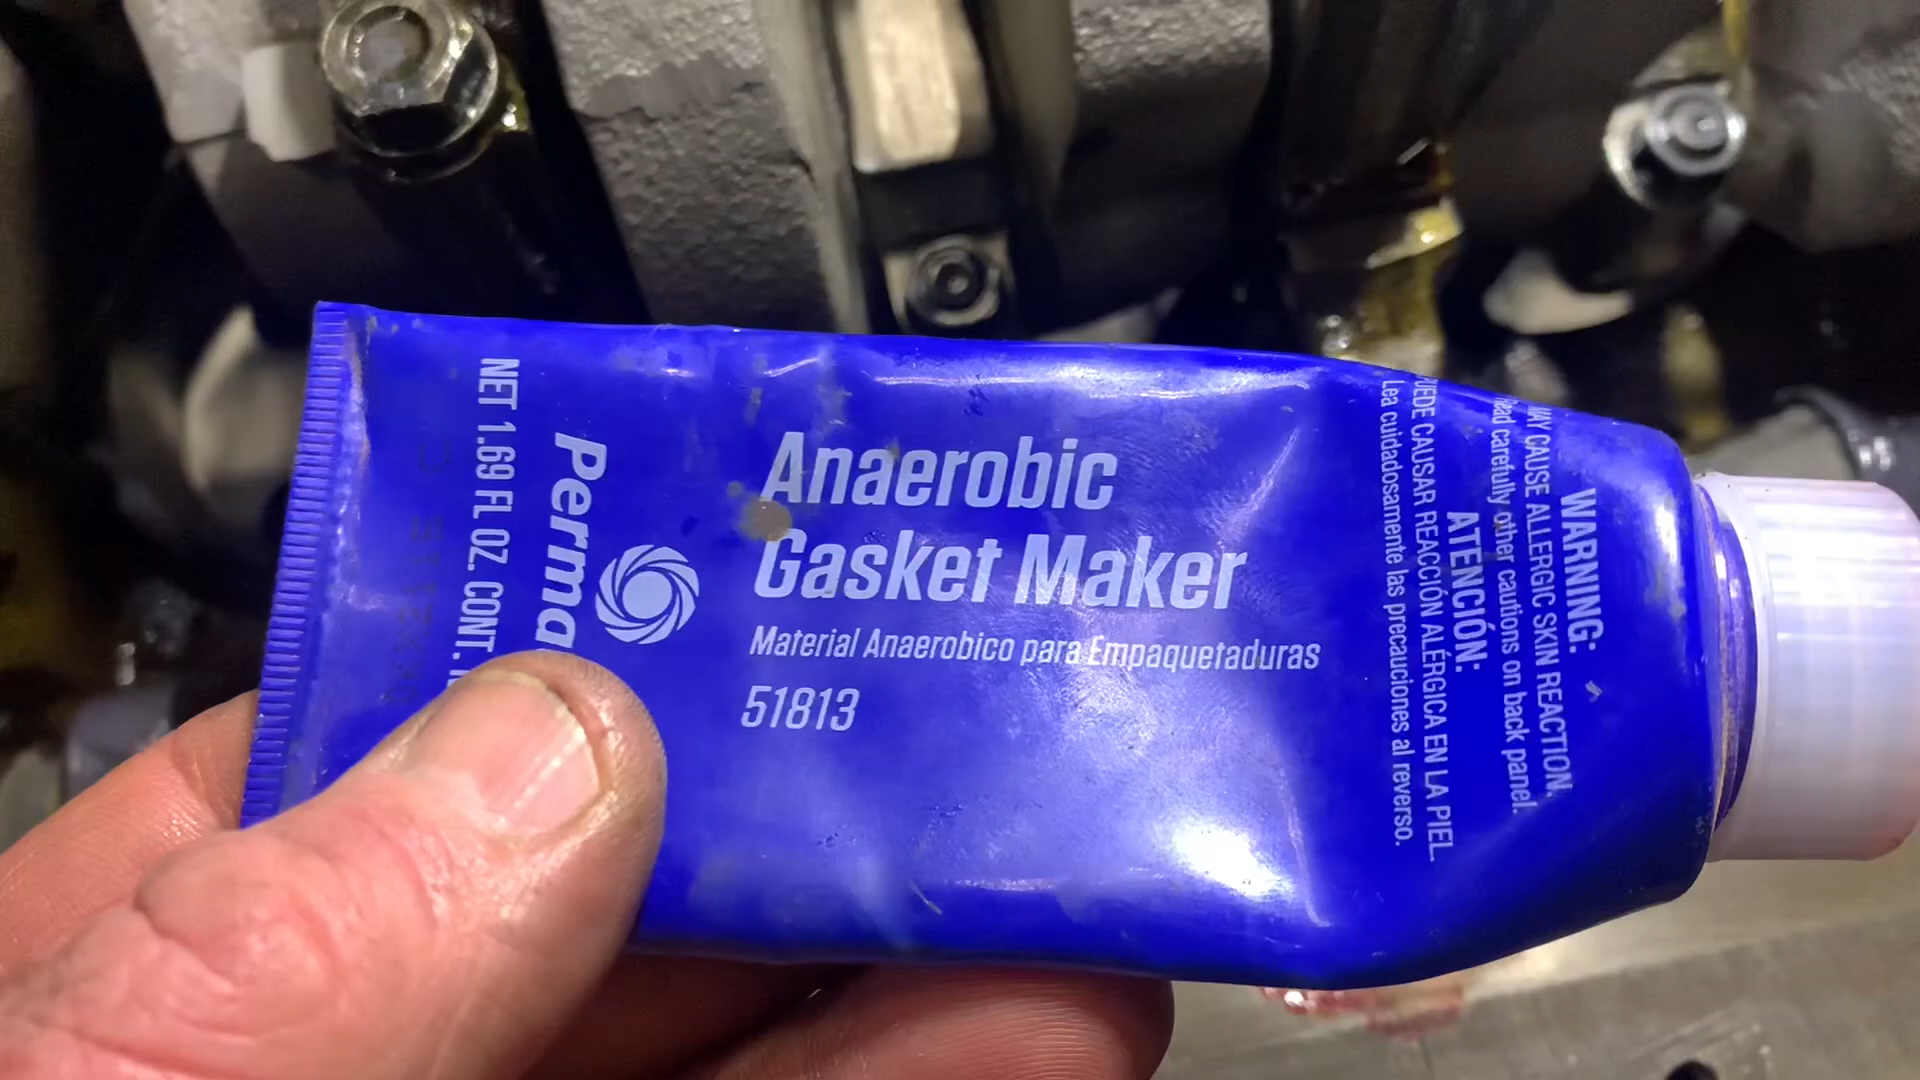 Anaerobic
Gasket Maker
Material Anaerobico para Empaquetaduras
51813
Perma
NET 1.69 FL OZ. CONT.
WARNING:
MAY CAUSE ALLERGIC SKIN REACTION.
Read carefully other cautions on back panel.
ATENCIÓN:
PUEDE CAUSAR REACCIÓN ALÉRGICA EN LA PIEL.
Lea cuidadosamente las precauciones al reverso.